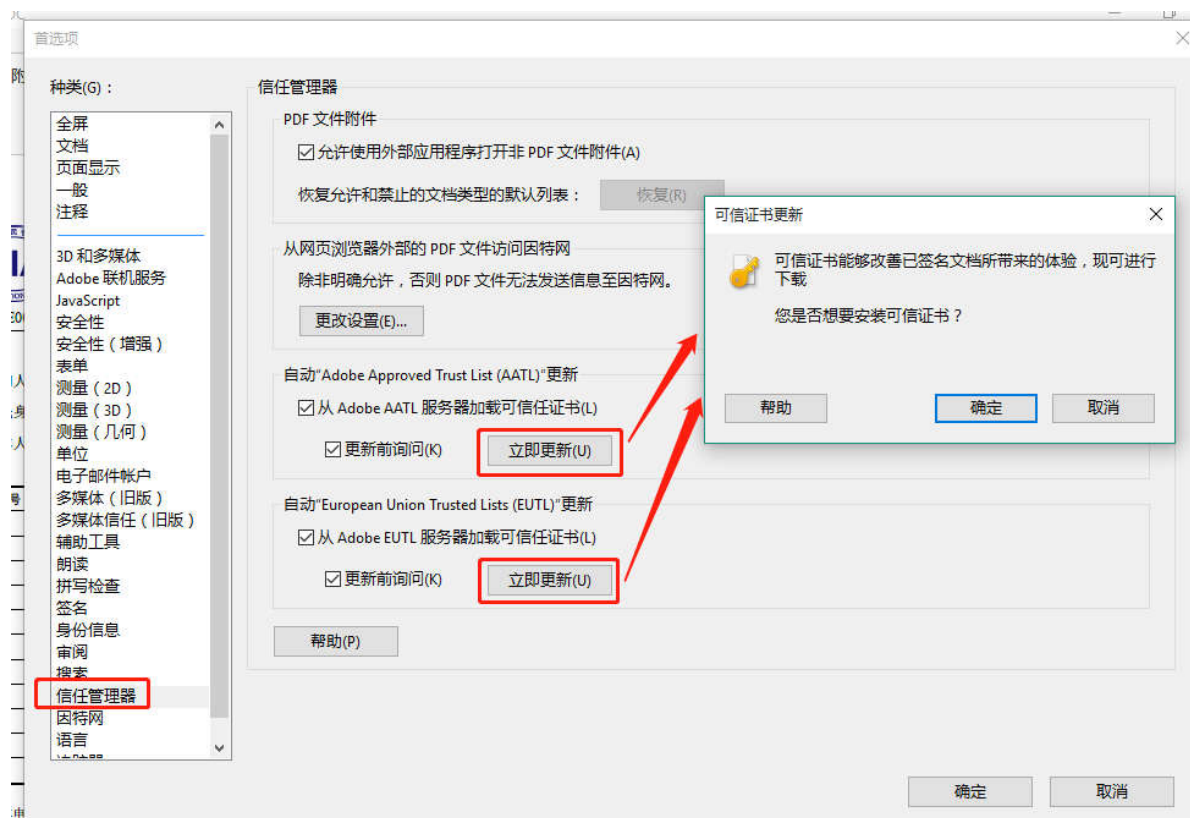 首选项
种类(G)：
全屏
文档
页面显示
一般
注释
3D 和多媒体
Adobe 联机服务
JavaScript
安全性
安全性（增强）
表单
测量（2D）
测量（3D）
测量（几何）
单位
电子邮件帐户
多媒体（旧版）
多媒体信任（旧版）
辅助工具
朗读
拼写检查
签名
身份信息
审阅
搜索
信任管理器
因特网
语言
信任管理器
PDF 文件附件
允许使用外部应用程序打开非 PDF 文件附件(A)
恢复允许和禁止的文档类型的默认列表： 恢复(R)
从网页浏览器外部的 PDF 文件访问因特网
除非明确允许，否则 PDF 文件无法发送信息至因特网。
更改设置(E)...
自动“Adobe Approved Trust List (AATL)”更新
从 Adobe AATL 服务器加载可信任证书(L)
更新前询问(K) 立即更新(U)
自动“European Union Trusted Lists (EUTL)”更新
从 Adobe EUTL 服务器加载可信任证书(L)
更新前询问(K) 立即更新(U)
帮助(P)
可信证书更新
可信证书能够改善已签名文档所带来的体验，现可进行
下载
您是否想要安装可信证书？
帮助 确定 取消
确定 取消